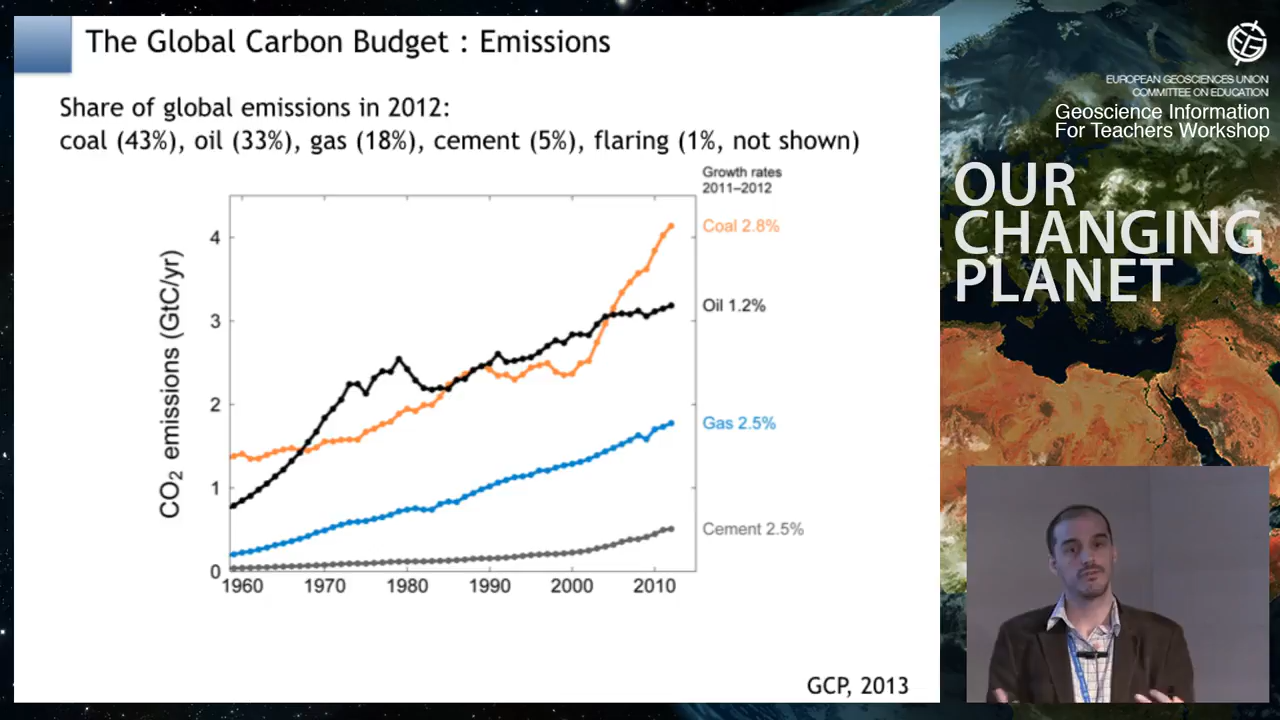 The Global Carbon Budget : Emissions
Share of global emissions in 2012:
coal (43%), oil (33%), gas (18%), cement (5%), flaring (1%, not shown)
Growth rates
2011–2012
Coal 2.8%
Oil 1.2%
Gas 2.5%
Cement 2.5%
CO₂ emissions (GtC/yr)
4
3
2
1
0
1960 1970 1980 1990 2000 2010
GCP, 2013
EUROPEAN GEOSCIENCES UNION
COMMITTEE ON EDUCATION
Geoscience Information
For Teachers Workshop
OUR
CHANGING
PLANET